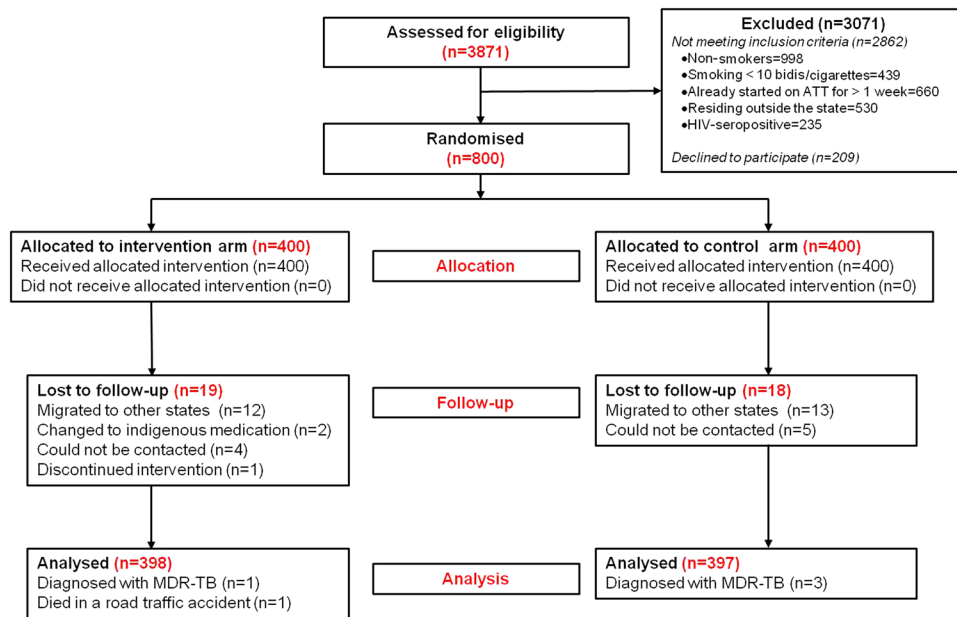 Assessed for eligibility
(n=3871)
Excluded (n=3071)
Not meeting inclusion criteria (n=2862)
•Non-smokers=998
•Smoking < 10 bidis/cigarettes=439
•Already started on ATT for > 1 week=660
•Residing outside the state=530
•HIV-seropositive=235
Declined to participate (n=209)
Randomised
(n=800)
Allocated to intervention arm (n=400)
Received allocated intervention (n=400)
Did not receive allocated intervention (n=0)
Allocation
Allocated to control arm (n=400)
Received allocated intervention (n=400)
Did not receive allocated intervention (n=0)
Lost to follow-up (n=19)
Migrated to other states (n=12)
Changed to indigenous medication (n=2)
Could not be contacted (n=4)
Discontinued intervention (n=1)
Follow-up
Lost to follow-up (n=18)
Migrated to other states (n=13)
Could not be contacted (n=5)
Analysed (n=398)
Diagnosed with MDR-TB (n=1)
Died in a road traffic accident (n=1)
Analysis
Analysed (n=397)
Diagnosed with MDR-TB (n=3)